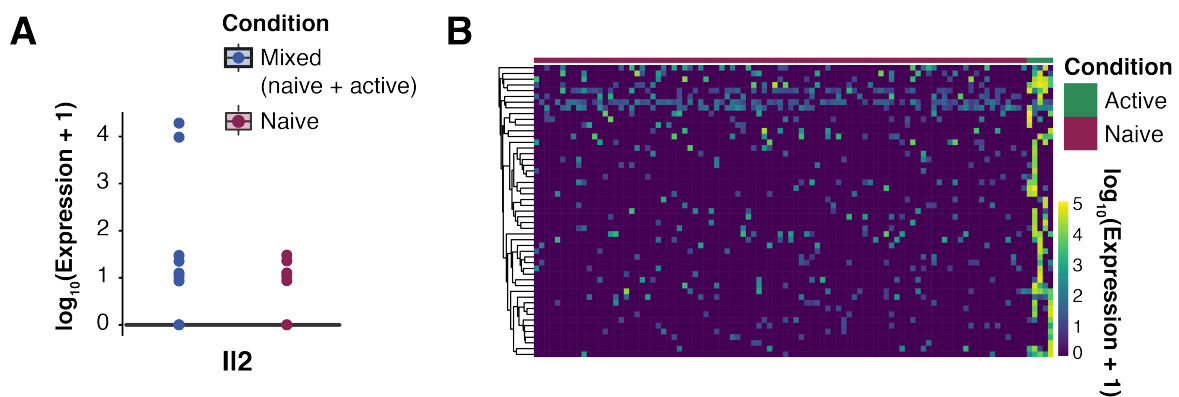 A
Condition
Mixed
(naive + active)
Naive
log10(Expression + 1)
4
3
2
1
0
Il2
B
Condition
Active
Naive
log10(Expression + 1)
5
4
3
2
1
0